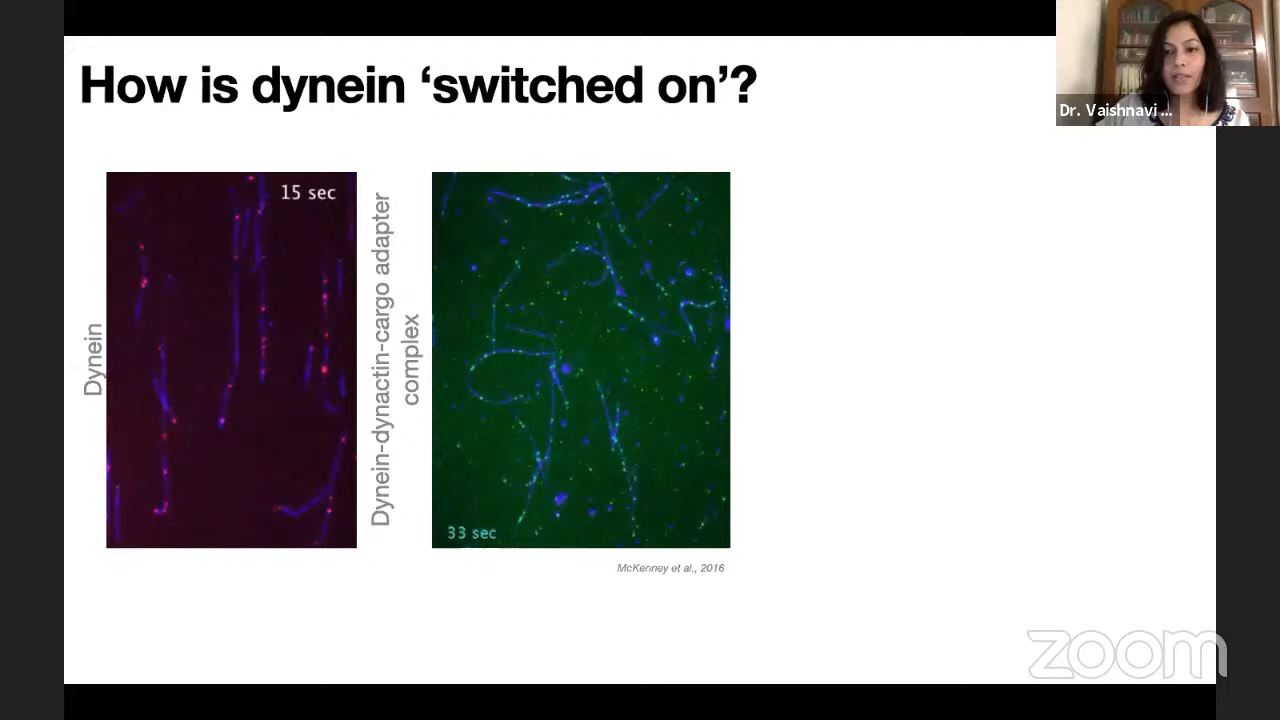 How is dynein ‘switched on’?
Dr. Vaishnavi ...
15 sec
Dynein
Dynein-dynactin-cargo adapter
complex
33 sec
McKenney et al., 2016
zoom